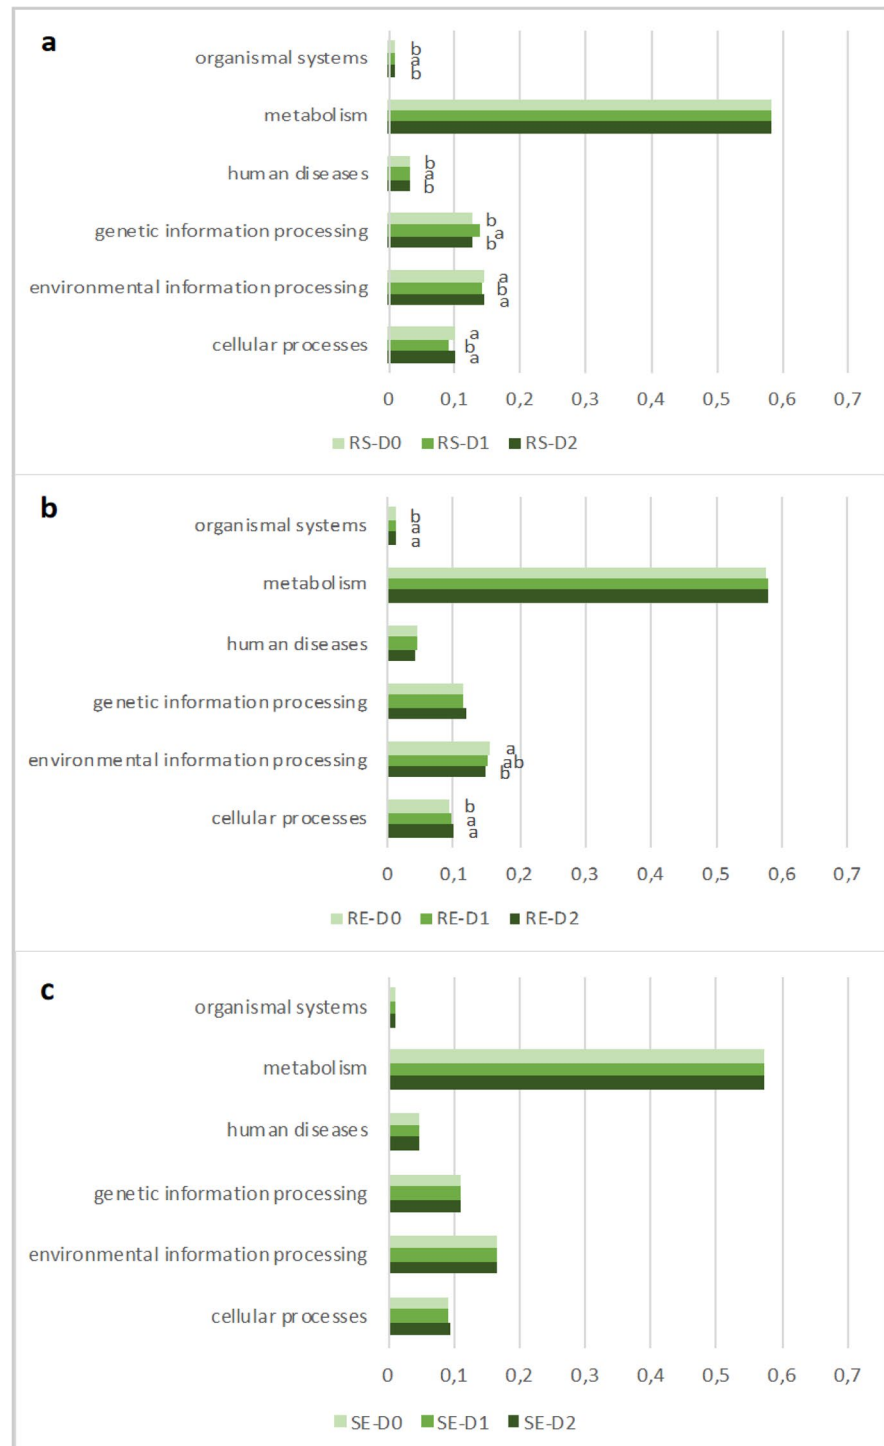 a
organismal systems
b
a
b
metabolism
human diseases
b
a
b
genetic information processing
b
a
b
environmental information processing
a
b
a
cellular processes
a
b
a
0 0,1 0,2 0,3 0,4 0,5 0,6 0,7
RS-D0 RS-D1 RS-D2
b
organismal systems
b
a
a
metabolism
human diseases
genetic information processing
environmental information processing
a
ab
b
cellular processes
b
a
a
0 0,1 0,2 0,3 0,4 0,5 0,6 0,7
RE-D0 RE-D1 RE-D2
c
organismal systems
metabolism
human diseases
genetic information processing
environmental information processing
cellular processes
0 0,1 0,2 0,3 0,4 0,5 0,6 0,7
SE-D0 SE-D1 SE-D2